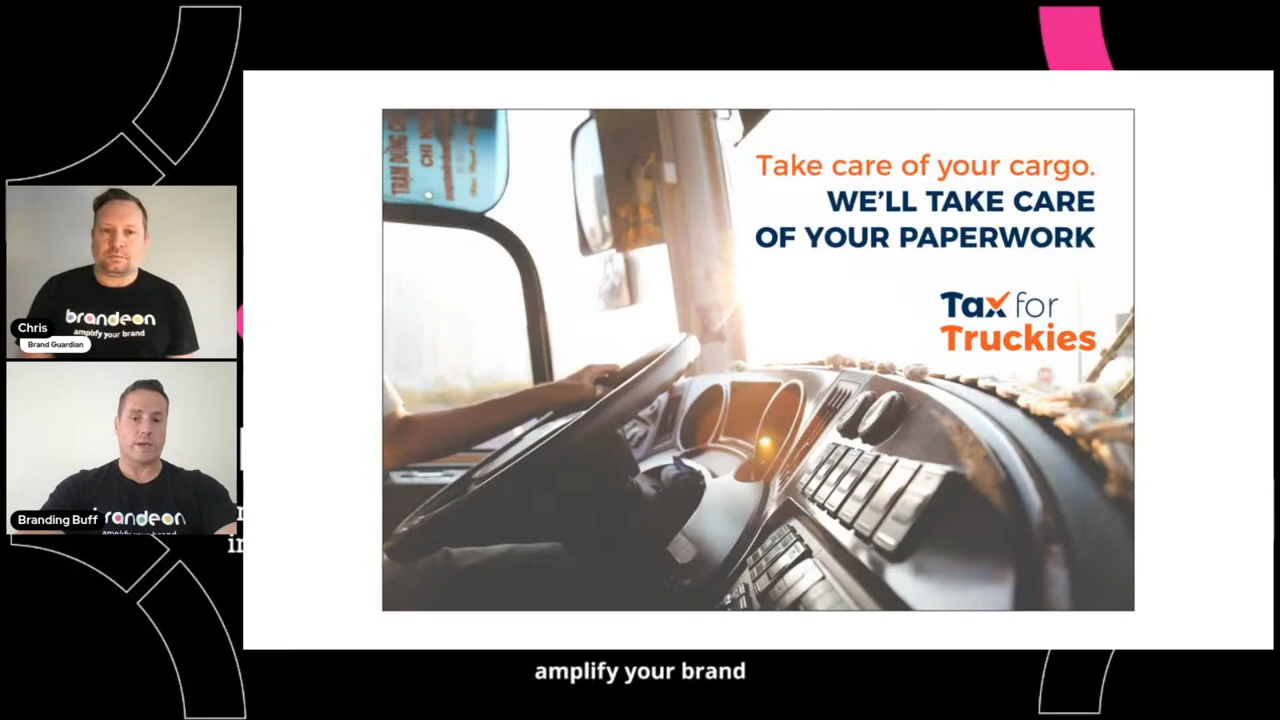 Take care of your cargo.
WE'LL TAKE CARE
OF YOUR PAPERWORK
Tax for
Truckies
brandeon
amplify your brand
Chris
Brand Guardian
Branding Buff
randeon
amplify your brand